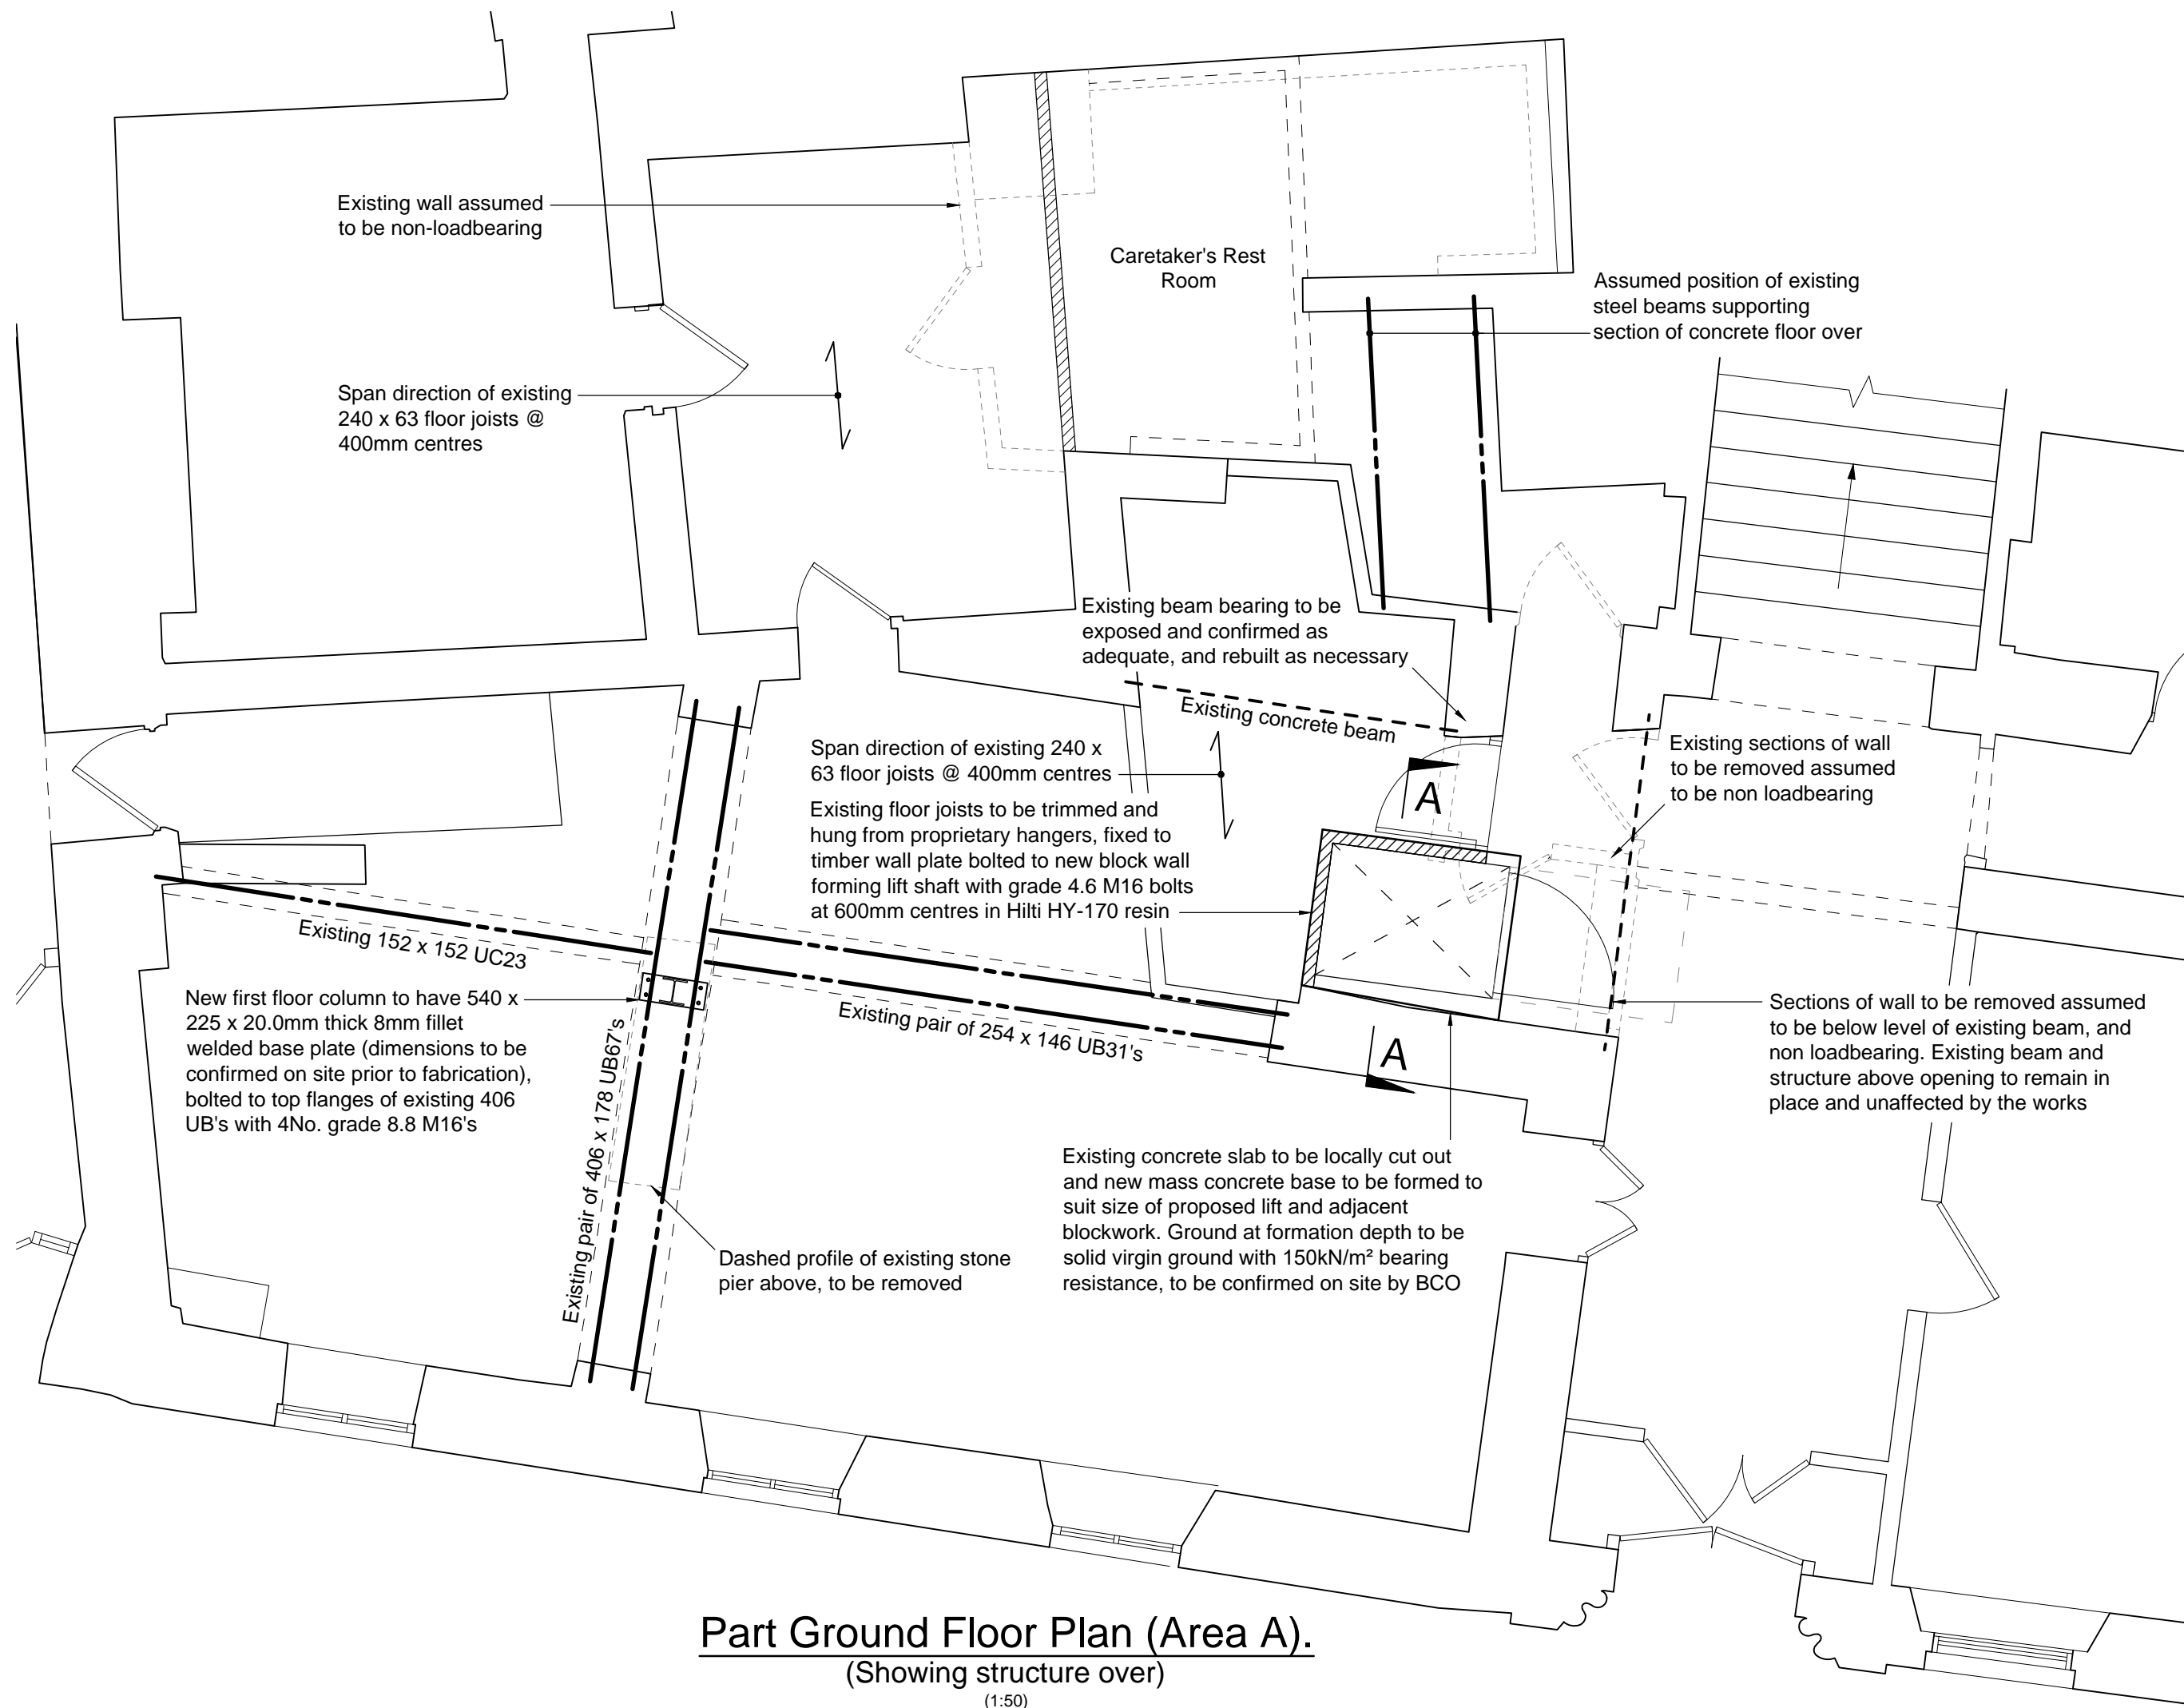 Existing wall assumed
to be non-loadbearing
Caretaker's Rest
Room
Assumed position of existing
steel beams supporting
section of concrete floor over
Span direction of existing
240 x 63 floor joists @
400mm centres
Existing beam bearing to be
exposed and confirmed as
adequate, and rebuilt as necessary
Existing concrete beam
Span direction of existing 240 x
63 floor joists @ 400mm centres
Existing sections of wall
to be removed assumed
to be non loadbearing
A
Existing floor joists to be trimmed and
hung from proprietary hangers, fixed to
timber wall plate bolted to new block wall
forming lift shaft with grade 4.6 M16 bolts
at 600mm centres in Hilti HY-170 resin
Existing 152 x 152 UC23
New first floor column to have 540 x
225 x 20.0mm thick 8mm fillet
welded base plate (dimensions to be
confirmed on site prior to fabrication),
bolted to top flanges of existing 406
UB's with 4No. grade 8.8 M16's
Existing pair of 406 x 178 UB67's
Existing pair of 254 x 146 UB31's
A
Sections of wall to be removed assumed
to be below level of existing beam, and
non loadbearing. Existing beam and
structure above opening to remain in
place and unaffected by the works
Existing concrete slab to be locally cut out
and new mass concrete base to be formed to
suit size of proposed lift and adjacent
blockwork. Ground at formation depth to be
solid virgin ground with 150kN/m² bearing
resistance, to be confirmed on site by BCO
Dashed profile of existing stone
pier above, to be removed
Part Ground Floor Plan (Area A).
(Showing structure over)
(1:50)